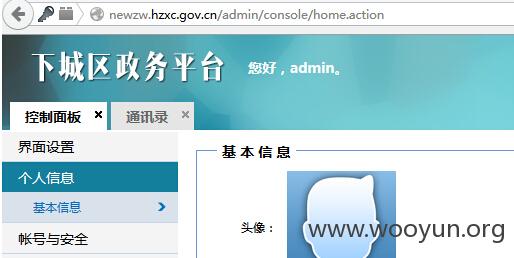 newzw.hzxc.gov.cn/admin/console/home.action
下城区政务平台 您好，admin。
控制面板 × 通讯录 ×
界面设置
基本信息
个人信息
基本信息
头像：
帐号与安全
www.wooyun.org